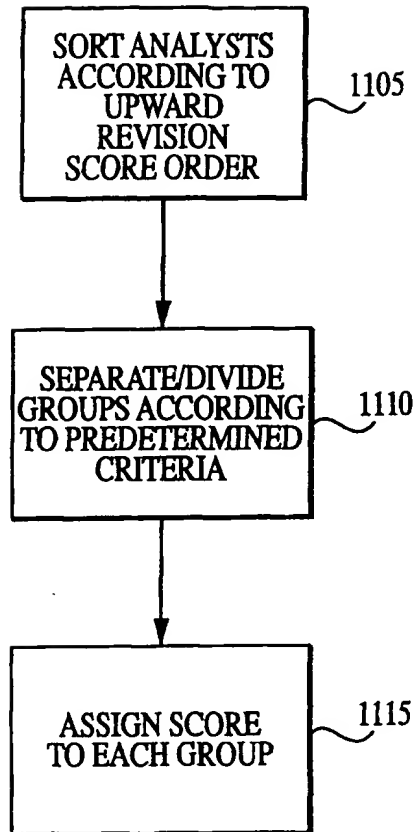 SORT ANALYSTS
ACCORDING TO
UPWARD
REVISION
SCORE ORDER
1105
SEPARATE/DIVIDE
GROUPS ACCORDING
TO PREDETERMINED
CRITERIA
1110
ASSIGN SCORE
TO EACH GROUP
1115